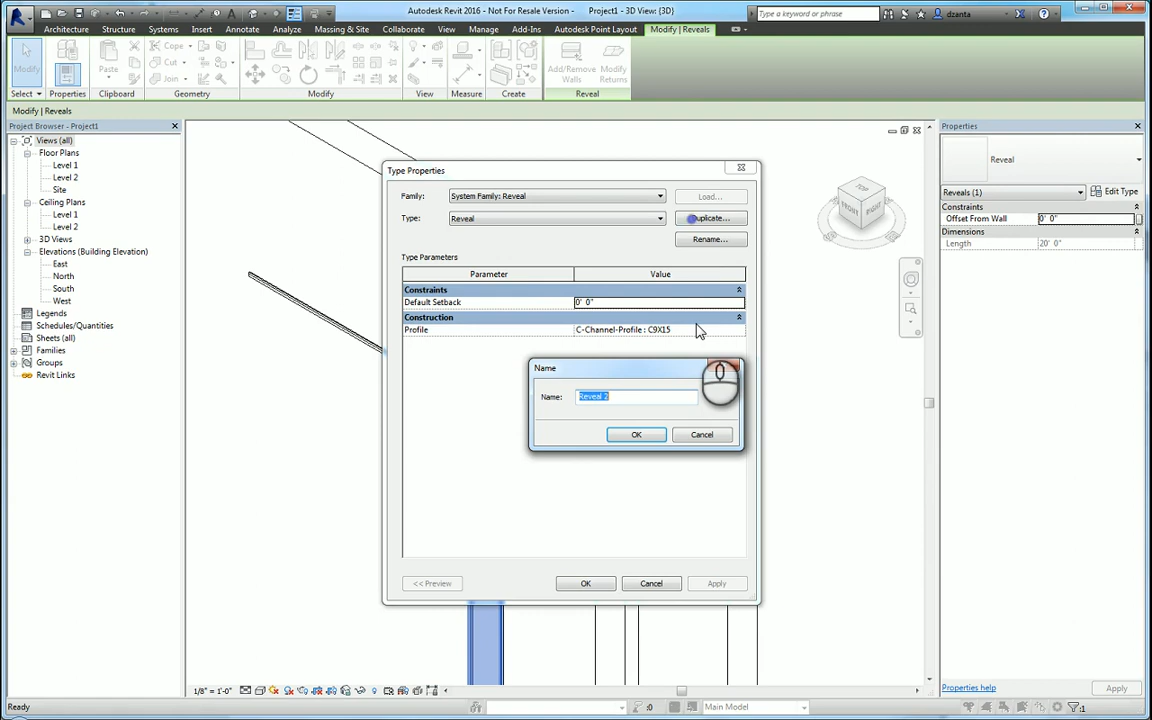 Autodesk Revit 2016 - Not For Resale Version - Project1 - 3D View: {3D}
Type a keyword or phrase
dzanta
Architecture Structure Systems Insert Annotate Analyze Massing & Site Collaborate View Manage Add-Ins Autodesk Point Layout Modify | Reveals
Modify
Paste
Cope
Cut
Join
Add/Remove Walls
Modify Returns
Select Properties Clipboard Geometry Modify View Measure Create Reveal
Modify | Reveals
Project Browser - Project1
Views (all)
Floor Plans
Level 1
Level 2
Site
Ceiling Plans
Level 1
Level 2
3D Views
Elevations (Building Elevation)
East
North
South
West
Legends
Schedules/Quantities
Sheets (all)
Families
Groups
Revit Links
Type Properties
Family: System Family: Reveal Load...
Type: Reveal
Rename...
Type Parameters
Parameter Value
Constraints
Default Setback 0' 0"
Construction
Profile C-Channel-Profile : C9X15
Name
Name: Reveal 2
OK Cancel
<< Preview OK Cancel Apply
TOP
FRONT
RIGHT
Properties
Reveal
Reveals (1) Edit Type
Constraints
Offset From Wall 0' 0"
Dimensions
Length 20' 0"
Properties help Apply
1/8" = 1'-0"
Ready
:0
Main Model
:1